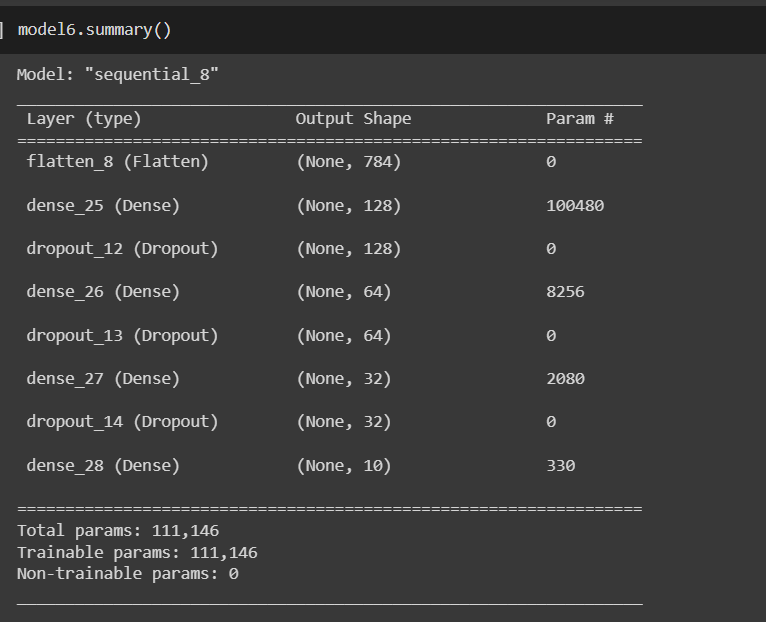 model6.summary()
Model: "sequential_8"
_________________________________________________________________
Layer (type) Output Shape Param #
=================================================================
flatten_8 (Flatten) (None, 784) 0
dense_25 (Dense) (None, 128) 100480
dropout_12 (Dropout) (None, 128) 0
dense_26 (Dense) (None, 64) 8256
dropout_13 (Dropout) (None, 64) 0
dense_27 (Dense) (None, 32) 2080
dropout_14 (Dropout) (None, 32) 0
dense_28 (Dense) (None, 10) 330
=================================================================
Total params: 111,146
Trainable params: 111,146
Non-trainable params: 0
_________________________________________________________________